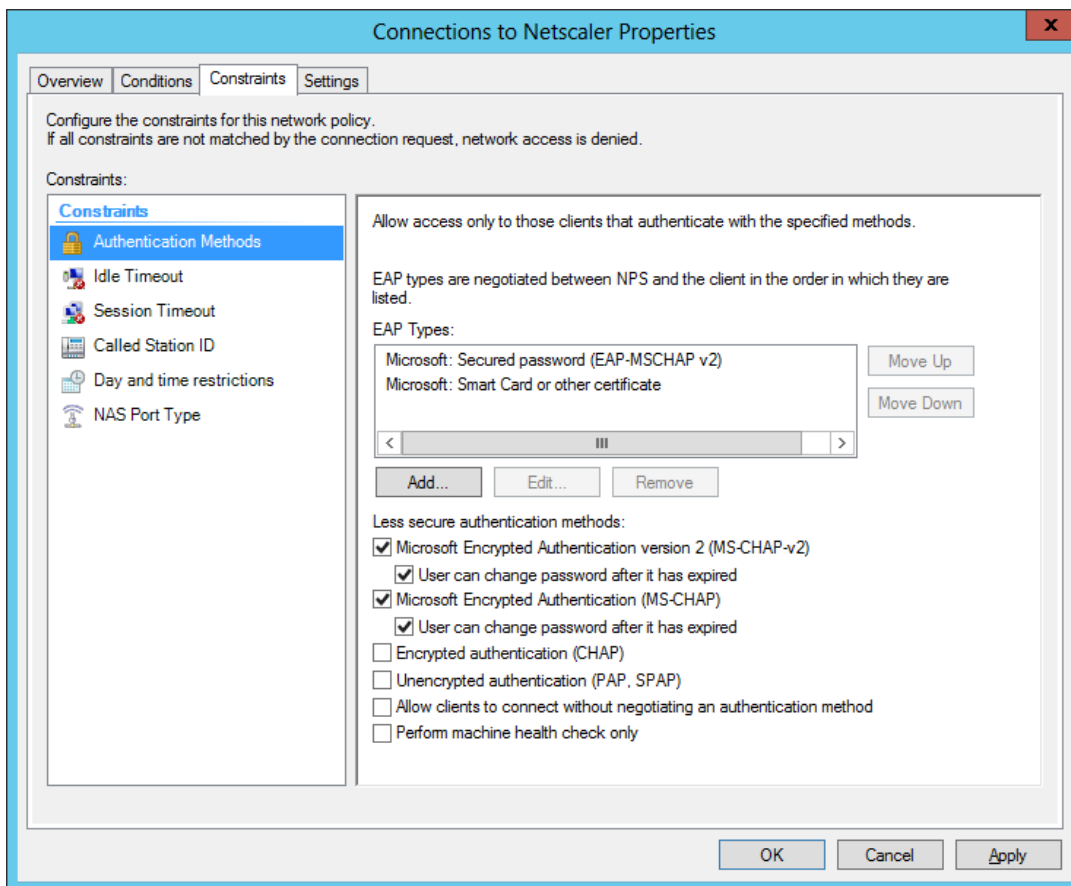 Connections to Netscaler Properties
x
Overview
Conditions
Constraints
Settings
Configure the constraints for this network policy.
If all constraints are not matched by the connection request, network access is denied.
Constraints:
Constraints
Authentication Methods
Idle Timeout
Session Timeout
Called Station ID
Day and time restrictions
NAS Port Type
Allow access only to those clients that authenticate with the specified methods.
EAP types are negotiated between NPS and the client in the order in which they are
listed.
EAP Types:
Microsoft: Secured password (EAP-MSCHAP v2)
Microsoft: Smart Card or other certificate
Move Up
Move Down
Add...
Edit...
Remove
Less secure authentication methods:
Microsoft Encrypted Authentication version 2 (MS-CHAP-v2)
User can change password after it has expired
Microsoft Encrypted Authentication (MS-CHAP)
User can change password after it has expired
Encrypted authentication (CHAP)
Unencrypted authentication (PAP, SPAP)
Allow clients to connect without negotiating an authentication method
Perform machine health check only
OK
Cancel
Apply